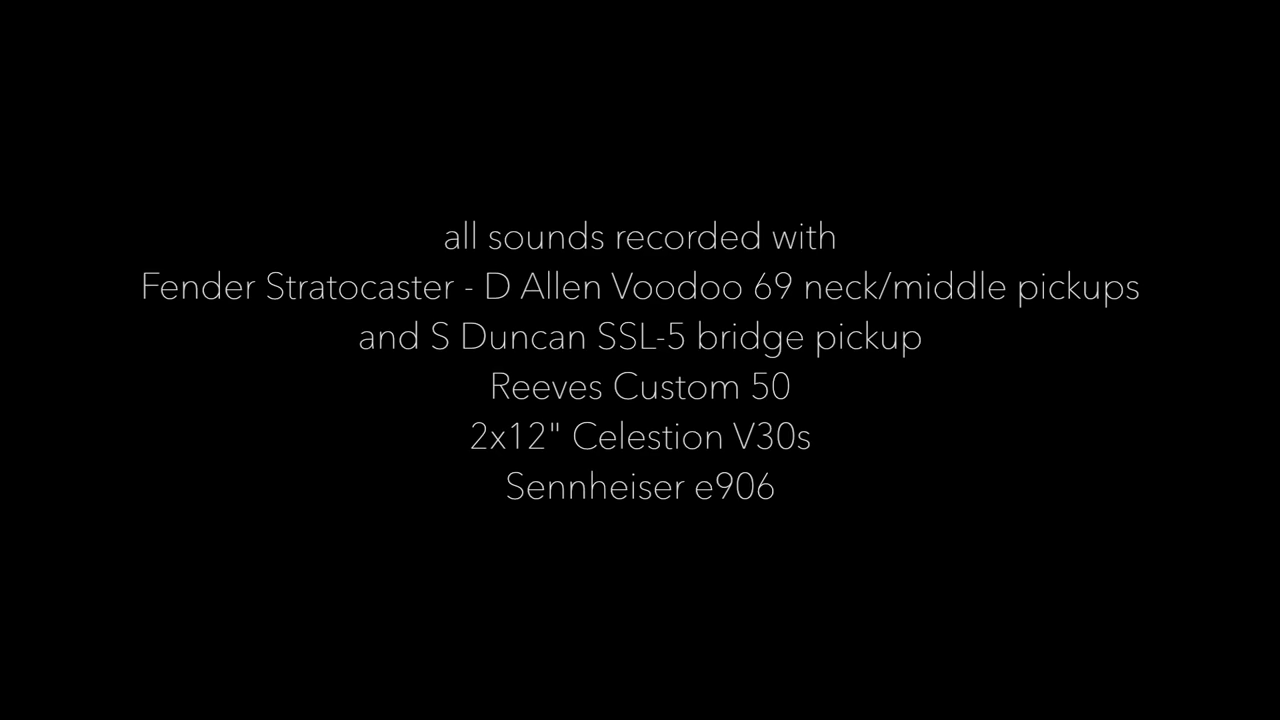 all sounds recorded with
Fender Stratocaster - D Allen Voodoo 69 neck/middle pickups
and S Duncan SSL-5 bridge pickup
Reeves Custom 50
2x12" Celestion V30s
Sennheiser e906